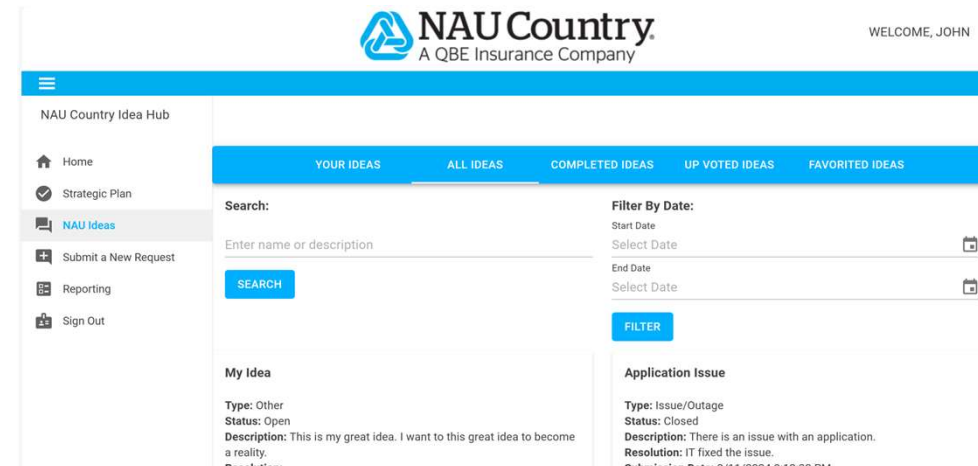 NAU Country.
A QBE Insurance Company
WELCOME, JOHN
NAU Country Idea Hub
Home
Strategic Plan
NAU Ideas
Submit a New Request
Reporting
Sign Out
YOUR IDEAS ALL IDEAS COMPLETED IDEAS UP VOTED IDEAS FAVORITED IDEAS
Search:
Enter name or description
SEARCH
Filter By Date:
Start Date
Select Date
End Date
Select Date
FILTER
My Idea
Type: Other
Status: Open
Description: This is my great idea. I want to this great idea to become
a reality.
Application Issue
Type: Issue/Outage
Status: Closed
Description: There is an issue with an application.
Resolution: IT fixed the issue.